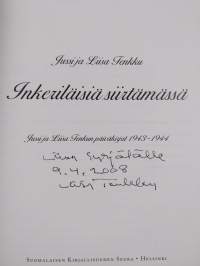 Jussi ja Liisa Tenkku
Inkeriläisiä siirtämässä
Jussi ja Liisa Tenkun päiväkirjat 1943–1944
9.4.2008
Suomalaisen Kirjallisuuden Seura • Helsinki